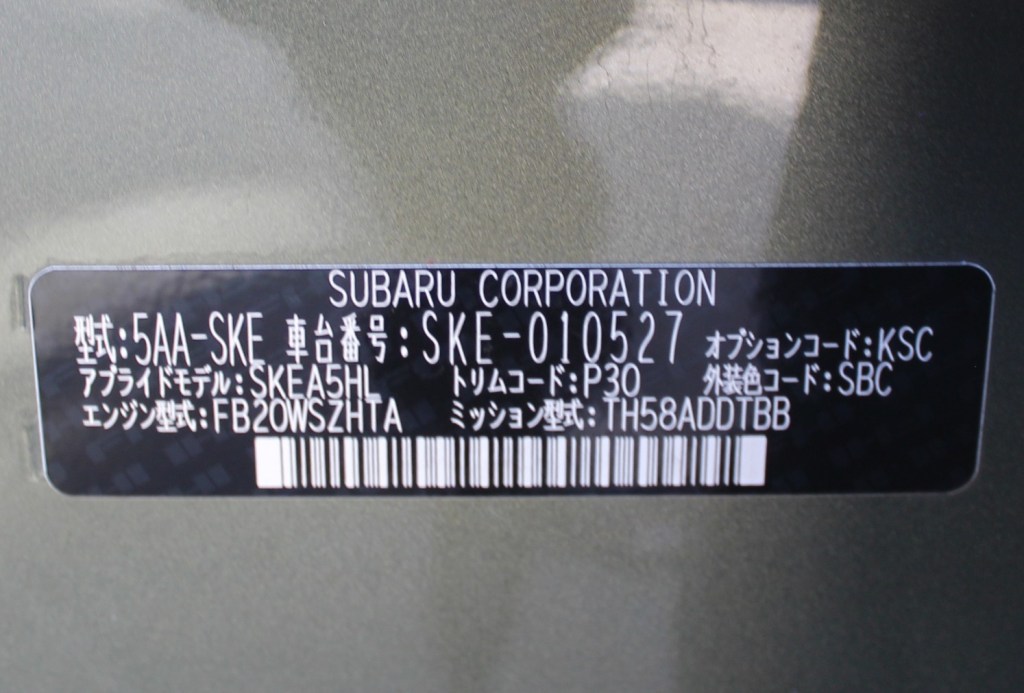 SUBARU CORPORATION
型式:5AA-SKE 車台番号:SKE-010527 オプションコード:KSC
アプライドモデル:SKEA5HL トリムコード:P30 外装色コード:SBC
エンジン型式:FB20WSZHTA ミッション型式:TH58ADDTBB